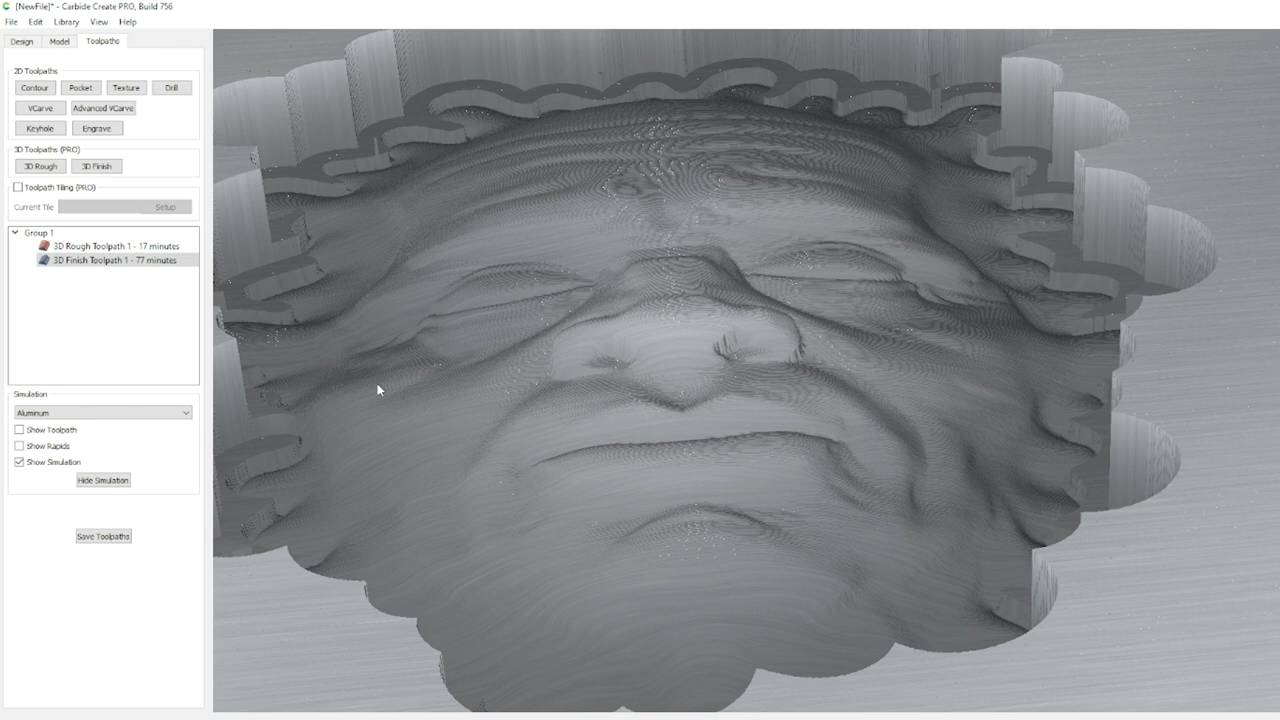 [NewFile]* - Carbide Create PRO, Build 756
File Edit Library View Help
Design Model Toolpaths
2D Toolpaths
Contour Pocket Texture Drill
VCarve Advanced VCarve
Keyhole Engrave
3D Toolpaths (PRO)
3D Rough 3D Finish
Toolpath Tiling (PRO)
Current Tile Setup
Group 1
3D Rough Toolpath 1 - 17 minutes
3D Finish Toolpath 1 - 77 minutes
Simulation
Aluminum
Show Toolpath
Show Rapids
Show Simulation
Hide Simulation
Save Toolpaths